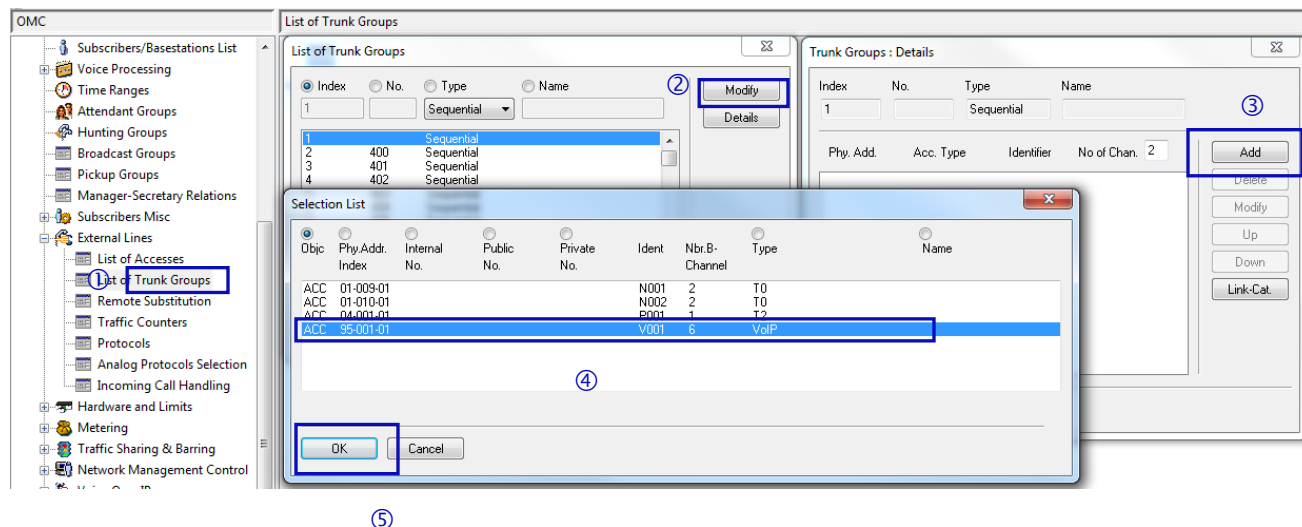 OMC
List of Trunk Groups
Subscribers/Basestations List
Voice Processing
Time Ranges
Attendant Groups
Hunting Groups
Broadcast Groups
Pickup Groups
Manager-Secretary Relations
Subscribers Misc
External Lines
List of Accesses
① List of Trunk Groups
Remote Substitution
Traffic Counters
Protocols
Analog Protocols Selection
Incoming Call Handling
Hardware and Limits
Metering
Traffic Sharing & Barring
Network Management Control
List of Trunk Groups
Index No. Type Name
② Modify
1 Sequential
Details
1 Sequential
2 400 Sequential
3 401 Sequential
4 402 Sequential
Trunk Groups : Details
Index No. Type Name
1 Sequential
③
Phy. Add. Acc. Type Identifier No of Chan. 2
Add
Delete
Modify
Up
Down
Link-Cat.
Selection List
Objc Phy.Addr. Internal Public Private Ident Nbr.B- Type Name
Index No. No. No. Channel
ACC 01-009-01 N001 2 T0
ACC 01-010-01 N002 2 T0
ACC 04-001-01 P001 1 T2
ACC 95-001-01 V001 6 VoIP
④
OK Cancel
⑤